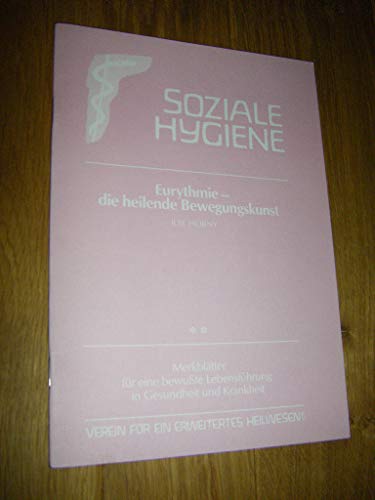 SOZIALE
HYGIENE
Eurythmie –
die heilende Bewegungskunst
Merkblätter
für eine bewußte Lebensführung
in Gesundheit und Krankheit
VEREIN FÜR EIN ERWEITERTES HEILWESEN